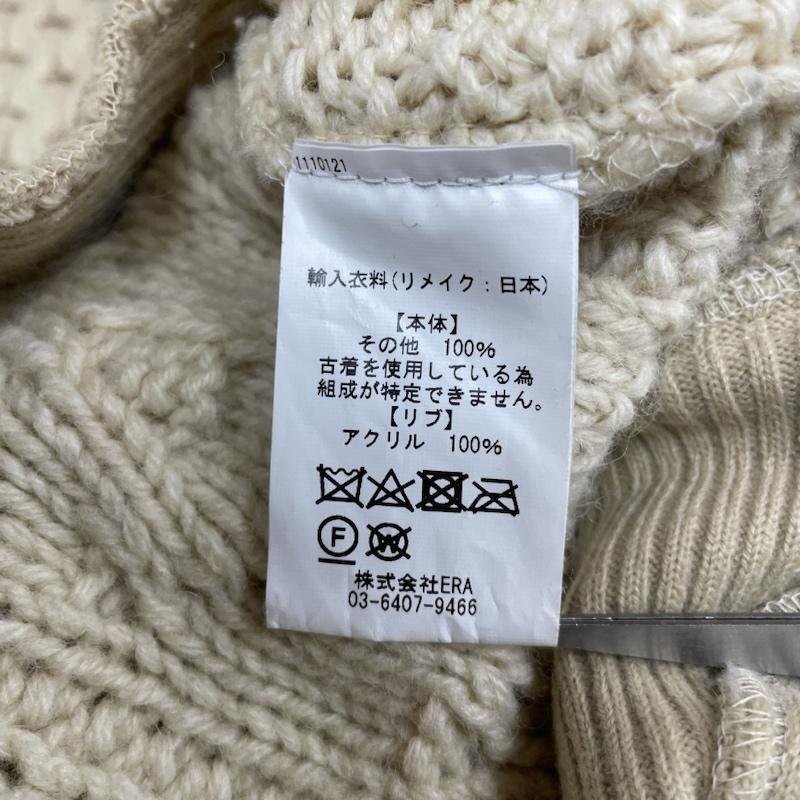 1110121
輸入衣料(リメイク：日本)
【本体】
その他　100%
古着を使用している為
組成が特定できません。
【リブ】
アクリル　100%
F W
株式会社ERA
03-6407-9466